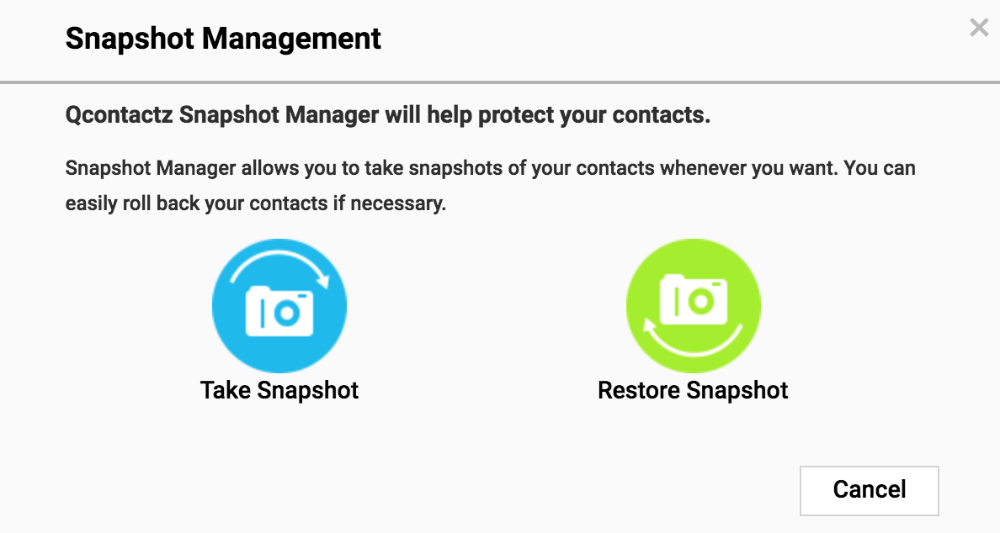 Snapshot Management
Qcontactz Snapshot Manager will help protect your contacts.
Snapshot Manager allows you to take snapshots of your contacts whenever you want. You can
easily roll back your contacts if necessary.
Take Snapshot
Restore Snapshot
Cancel